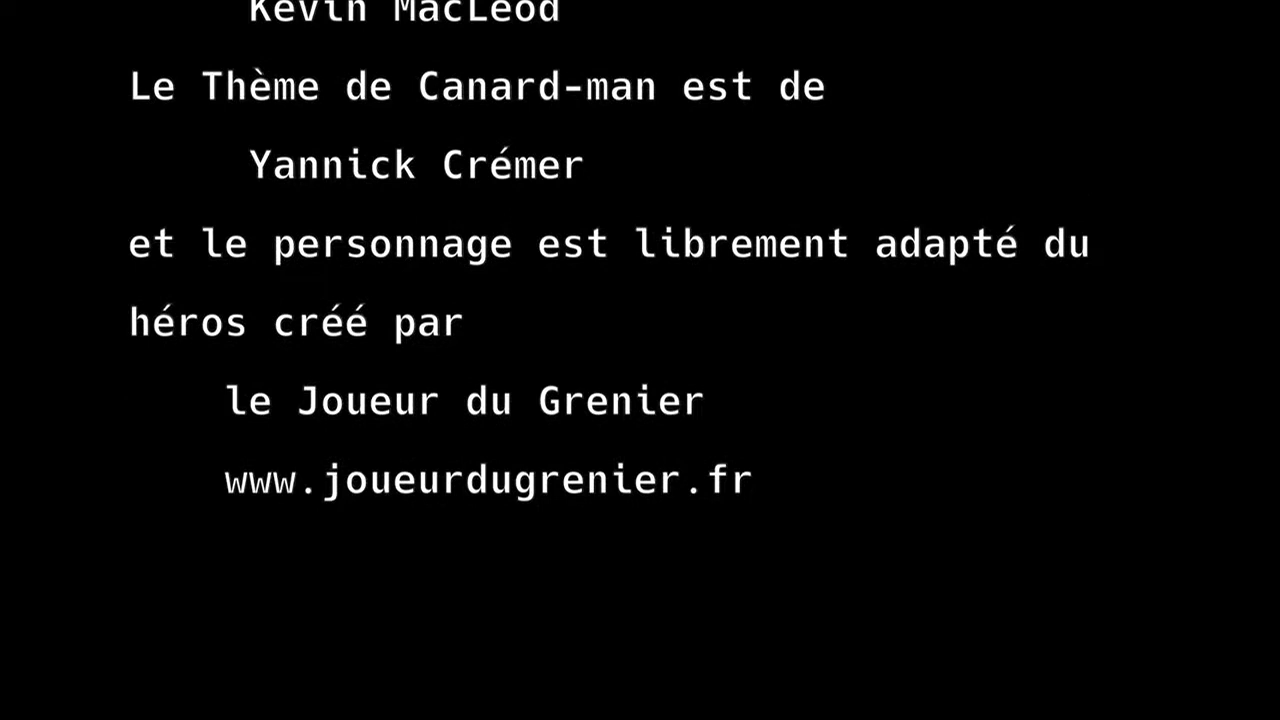 Kevin MacLeod
Le Thème de Canard-man est de
Yannick Crémer
et le personnage est librement adapté du
héros créé par
le Joueur du Grenier
www.joueurdugrenier.fr